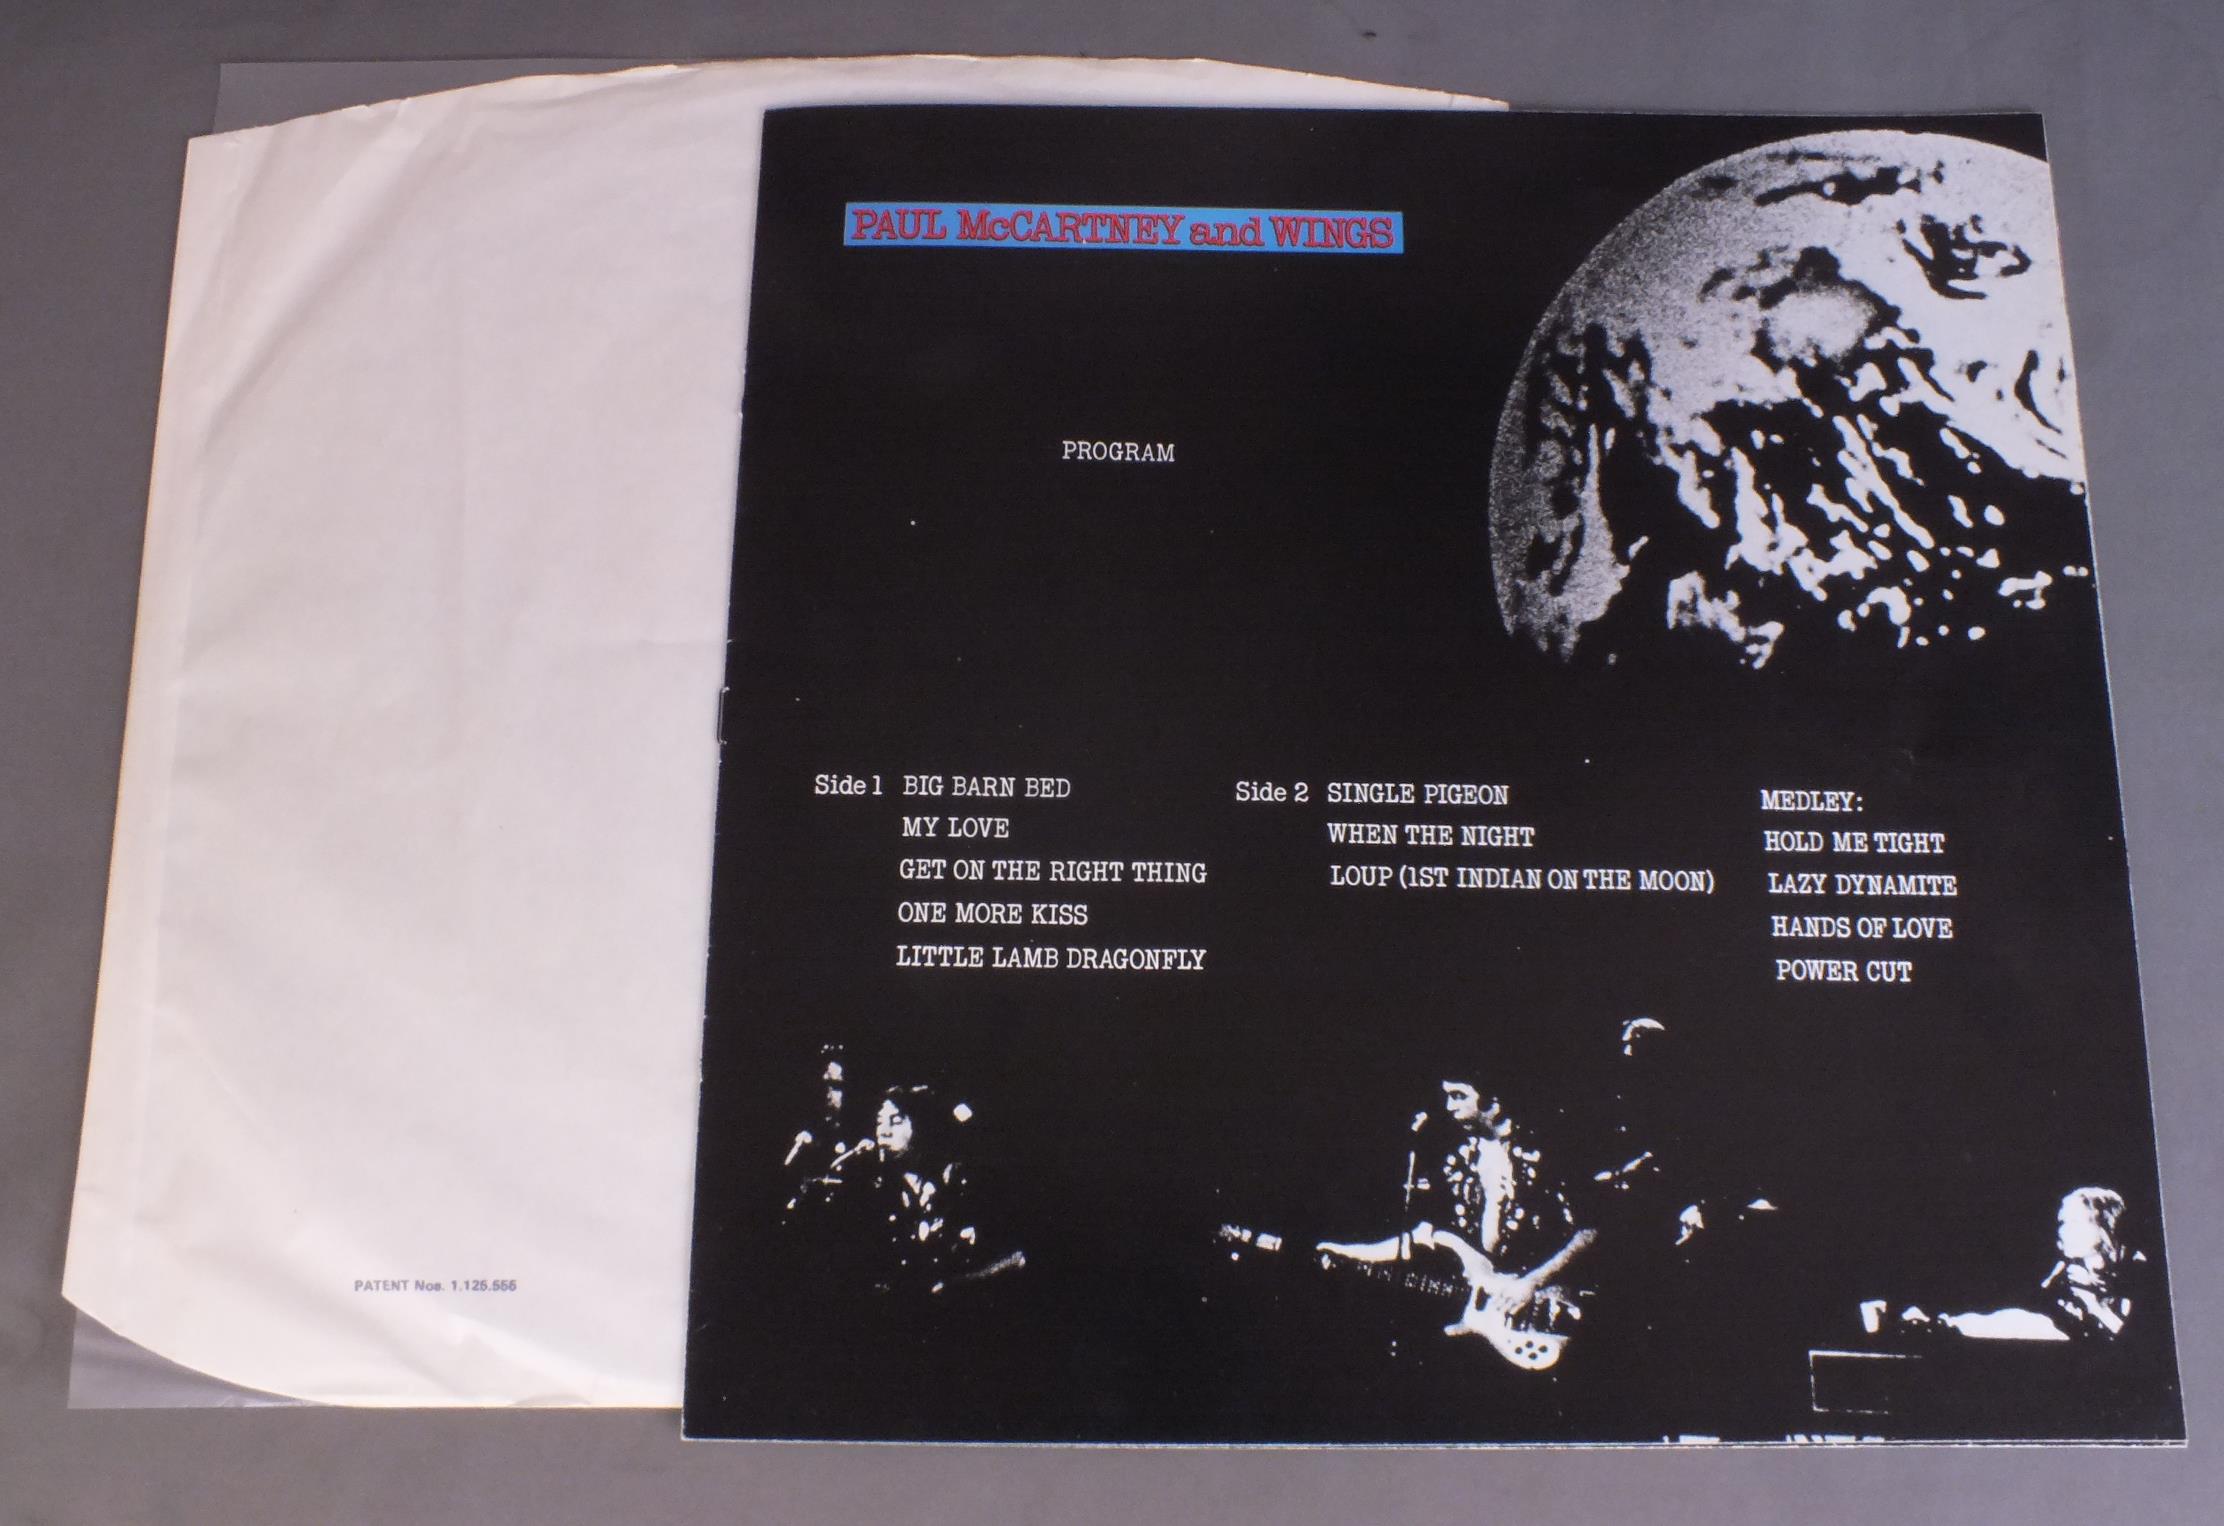 PAUL McCARTNEY and WINGS
PROGRAM
Side 1 BIG BARN BED
MY LOVE
GET ON THE RIGHT THING
ONE MORE KISS
LITTLE LAMB DRAGONFLY
Side 2 SINGLE PIGEON
WHEN THE NIGHT
LOUP (1ST INDIAN ON THE MOON)
MEDLEY:
HOLD ME TIGHT
LAZY DYNAMITE
HANDS OF LOVE
POWER CUT
PATENT Nos. 1.125.555